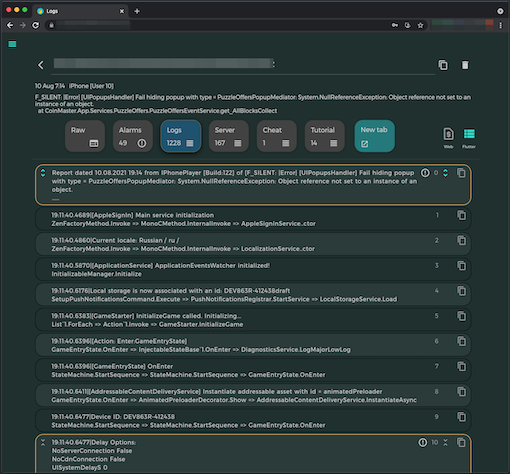 Logs
10 Aug 7:14 iPhone [User 10]
F_SILENT: |Error| [UIPopupsHandler] Fail hiding popup with type = PuzzleOffersPopupMediator: System.NullReferenceException: Object reference not set to an
instance of an object.
at CoinMaster.App.Services.PuzzleOffers.PuzzleOffersEventService.get_AllBlocksCollect
Raw
Alarms
49
Logs
1228
Server
167
Cheat
1
Tutorial
14
New tab
Web
Flutter
Report dated 10.08.2021 19:14 from iPhonePlayer [Build:122] of [F_SILENT: |Error| [UIPopupsHandler] Fail hiding popup
with type = PuzzleOffersPopupMediator: System.NullReferenceException: Object reference not set to an instance of an
object.
....
0
19:11:40.4689|[AppleSignIn] Main service initialization
ZenFactoryMethod.Invoke => MonoCMethod.InternalInvoke => AppleSignInService..ctor
1
19:11:40.4860|Current locale: Russian / ru /
ZenFactoryMethod.Invoke => MonoCMethod.InternalInvoke => LocalizationService..ctor
2
19:11:40.5870|[ApplicationService] ApplicationEventsWatcher initialized!
InitializableManager.Initialize
3
19:11:40.6176|Local storage is now associated with an id: DEV863R-412438draft
SetupPushNotificationsCommand.Execute => PushNotificationsRegistrar.StartService => LocalStorageService.Load
4
19:11:40.6383|[GameStarter] InitializeGame called. Initializing...
List`1.ForEach => Action`1.Invoke => GameStarter.InitializeGame
5
19:11:40.6396|[Action: Enter:GameEntryState]
GameEntryState.OnEnter => InjectableStateBase`1.OnEnter => DiagnosticsService.LogMajorLowLog
6
19:11:40.6396|[GameEntryState] OnEnter
StateMachine.StartSequence => StateMachine.StartSequence => GameEntryState.OnEnter
7
19:11:40.6411|[AddressableContentDeliveryService] Instantiate addressable asset with id = animatedPreloader
GameEntryState.OnEnter => AnimatedPreloaderDecorator.Show => AddressableContentDeliveryService.InstantiateAsync
8
19:11:40.6477|Device ID: DEV863R-412438
StateMachine.StartSequence => StateMachine.StartSequence => GameEntryState.OnEnter
9
19:11:40.6477|Delay Options:
NoServerConnection False
NoCdnConnection False
UISystemDelayS 0
10